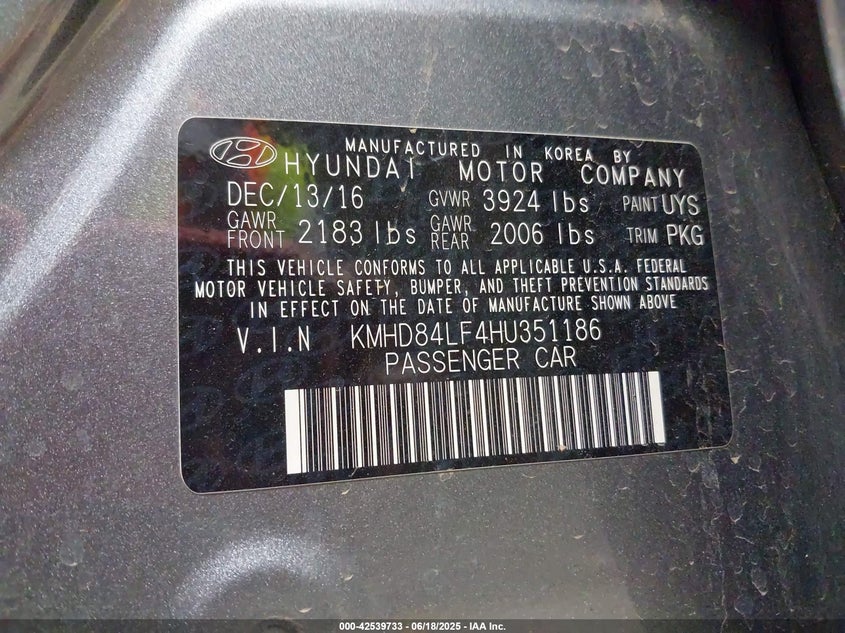 MANUFACTURED IN KOREA BY
HYUNDAI MOTOR COMPANY
DEC/13/16 GVWR 3924 lbs PAINT UYS
GAWR FRONT 2183 lbs GAWR REAR 2006 lbs TRIM PKG
THIS VEHICLE CONFORMS TO ALL APPLICABLE U.S.A. FEDERAL
MOTOR VEHICLE SAFETY, BUMPER, AND THEFT PREVENTION STANDARDS
IN EFFECT ON THE DATE OF MANUFACTURE SHOWN ABOVE
V.I.N KMHD84LF4HU351186
PASSENGER CAR
000-42539733 - 06/18/2025 - IAA Inc.